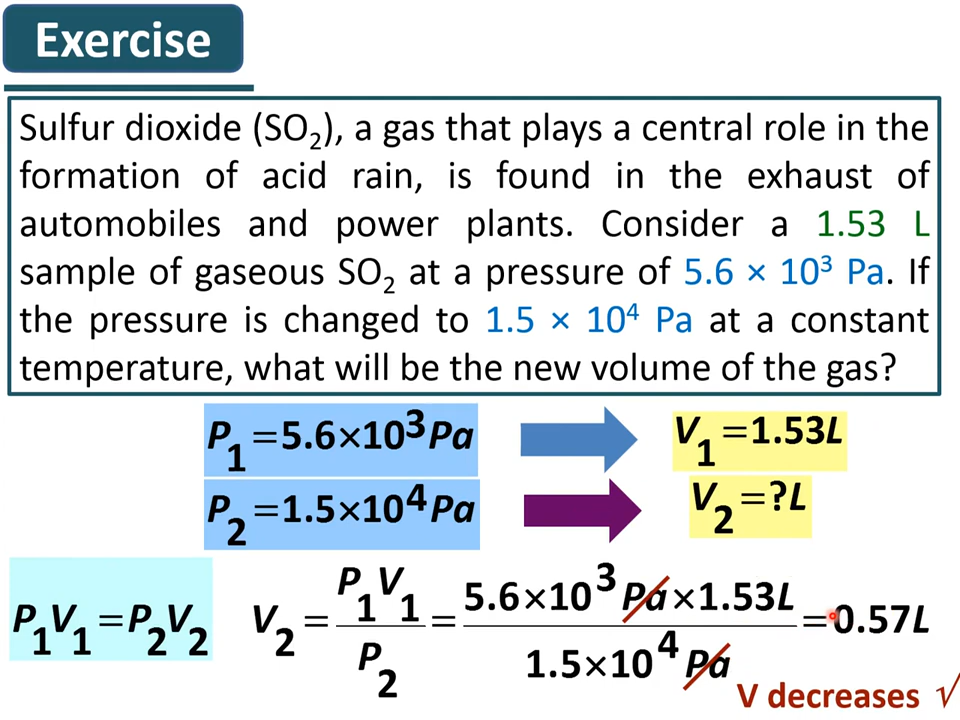 Exercise
Sulfur dioxide (SO₂), a gas that plays a central role in the
formation of acid rain, is found in the exhaust of
automobiles and power plants. Consider a 1.53 L
sample of gaseous SO₂ at a pressure of 5.6 × 10³ Pa. If
the pressure is changed to 1.5 × 10⁴ Pa at a constant
temperature, what will be the new volume of the gas?
P₁ = 5.6×10³ Pa V₁ = 1.53L
P₂ = 1.5×10⁴ Pa V₂ = ?L
P₁V₁ = P₂V₂ V₂ = P₁V₁ / P₂ = 5.6×10³ Pa × 1.53L / 1.5×10⁴ Pa = 0.57L
V decreases √